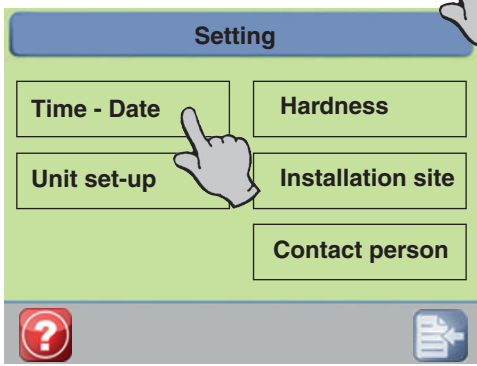 Setting
Time - Date
Hardness
Unit set-up
Installation site
Contact person
?